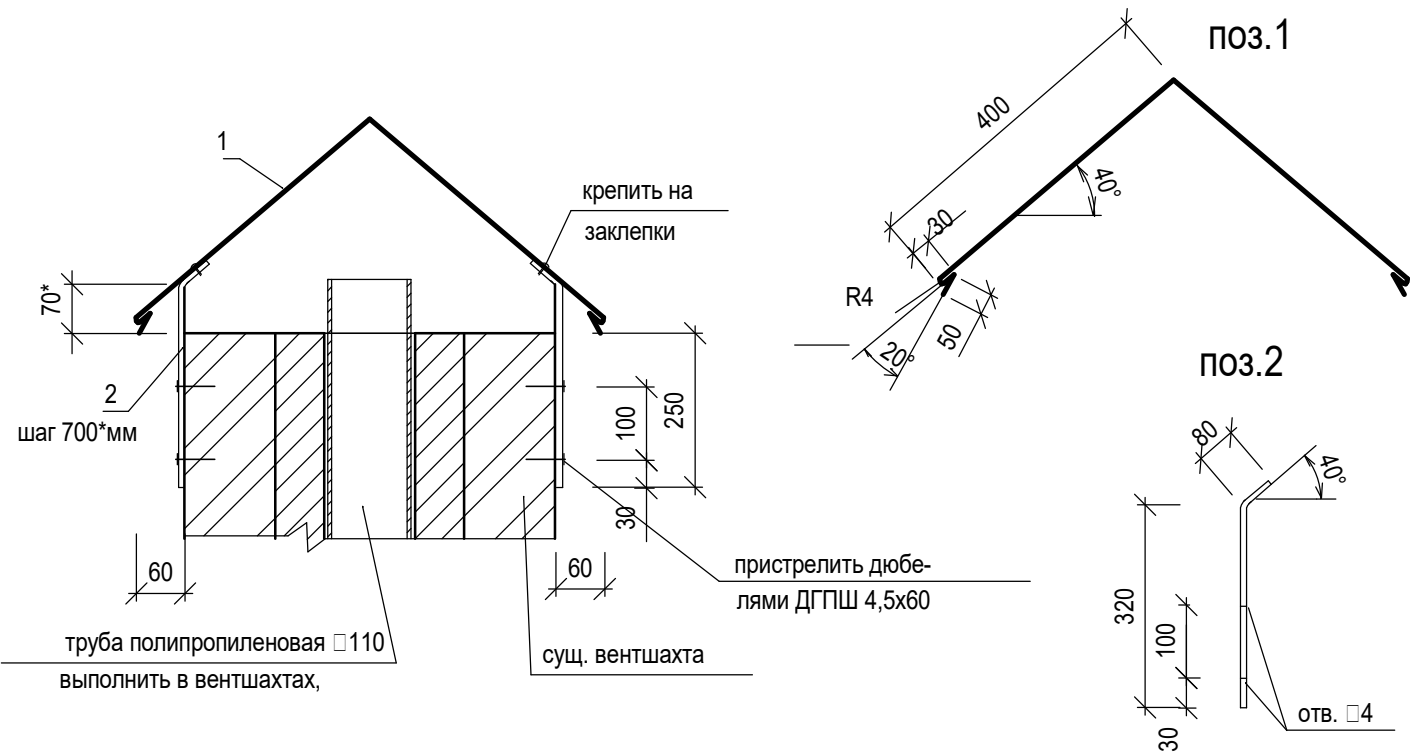 поз.1
400
30
40°
R4
20°
50
1
крепить на
заклепки
70*
2
шаг 700*мм
100
250
30
60
60
пристрелить дюбе-
лями ДГПШ 4,5х60
труба полипропиленовая □110
выполнить в вентшахтах,
сущ. вентшахта
поз.2
80
40°
320
100
30
отв. □4